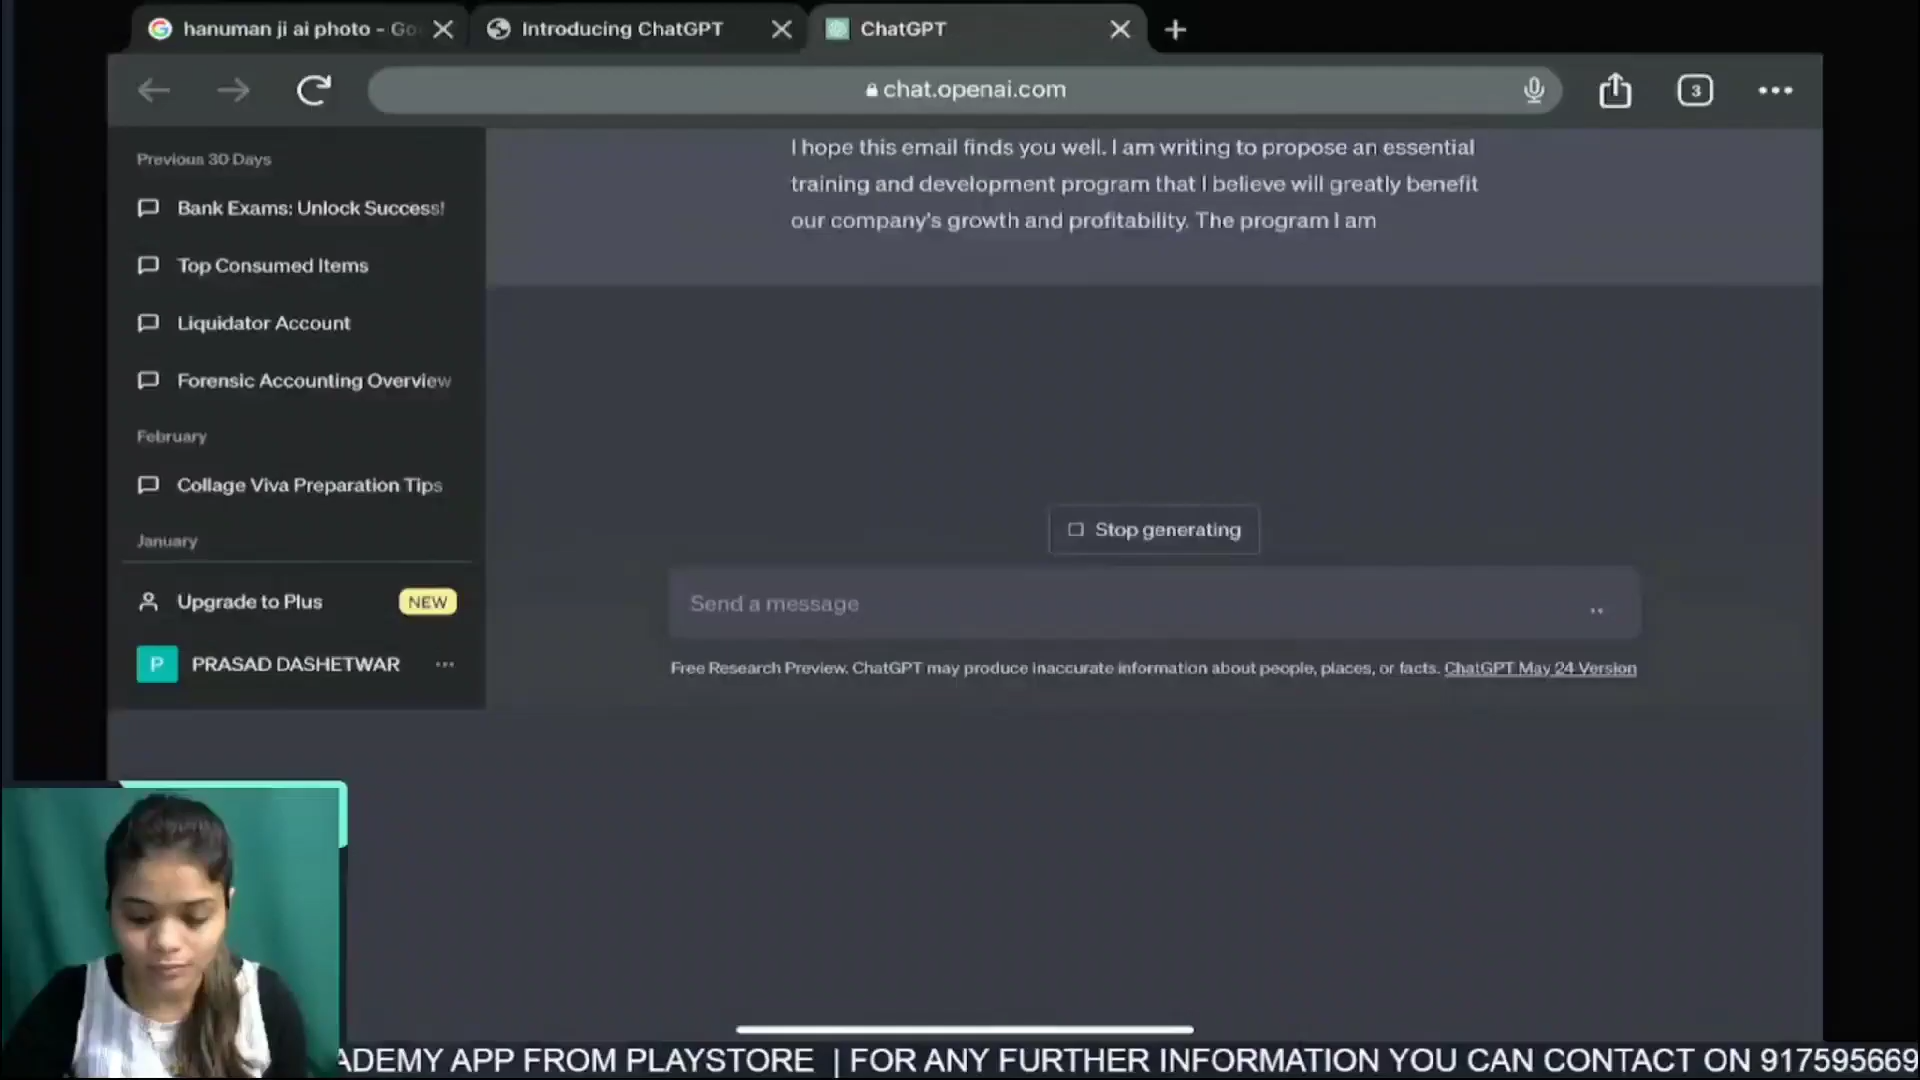 hanuman ji ai photo - Go
Introducing ChatGPT
ChatGPT
chat.openai.com
3
Previous 30 Days
Bank Exams: Unlock Success!
Top Consumed Items
Liquidator Account
Forensic Accounting Overview
February
Collage Viva Preparation Tips
January
Upgrade to Plus
NEW
P
PRASAD DASHETWAR
I hope this email finds you well. I am writing to propose an essential
training and development program that I believe will greatly benefit
our company's growth and profitability. The program I am
Stop generating
Send a message
Free Research Preview. ChatGPT may produce inaccurate information about people, places, or facts. ChatGPT May 24 Version
ADEMY APP FROM PLAYSTORE | FOR ANY FURTHER INFORMATION YOU CAN CONTACT ON 917595669